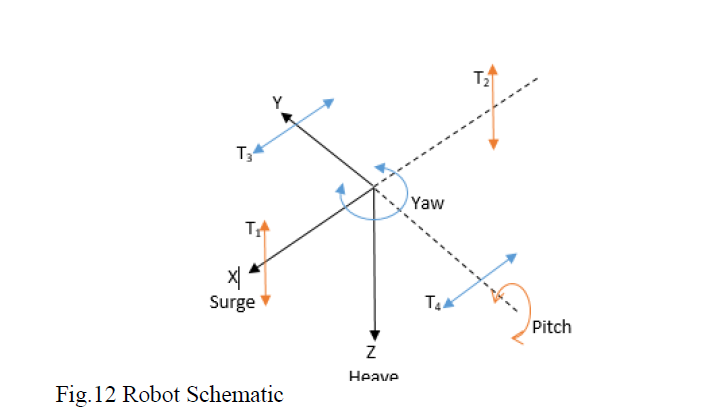 T2
Y
T3
Yaw
T1
X
Surge
T4
Pitch
Z
Heave
Fig.12 Robot Schematic